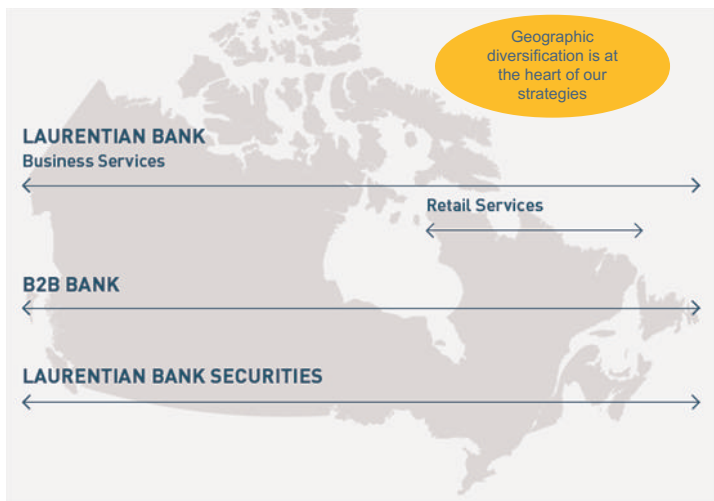 Geographic
diversification is at
the heart of our
strategies
LAURENTIAN BANK
Business Services
Retail Services
B2B BANK
LAURENTIAN BANK SECURITIES